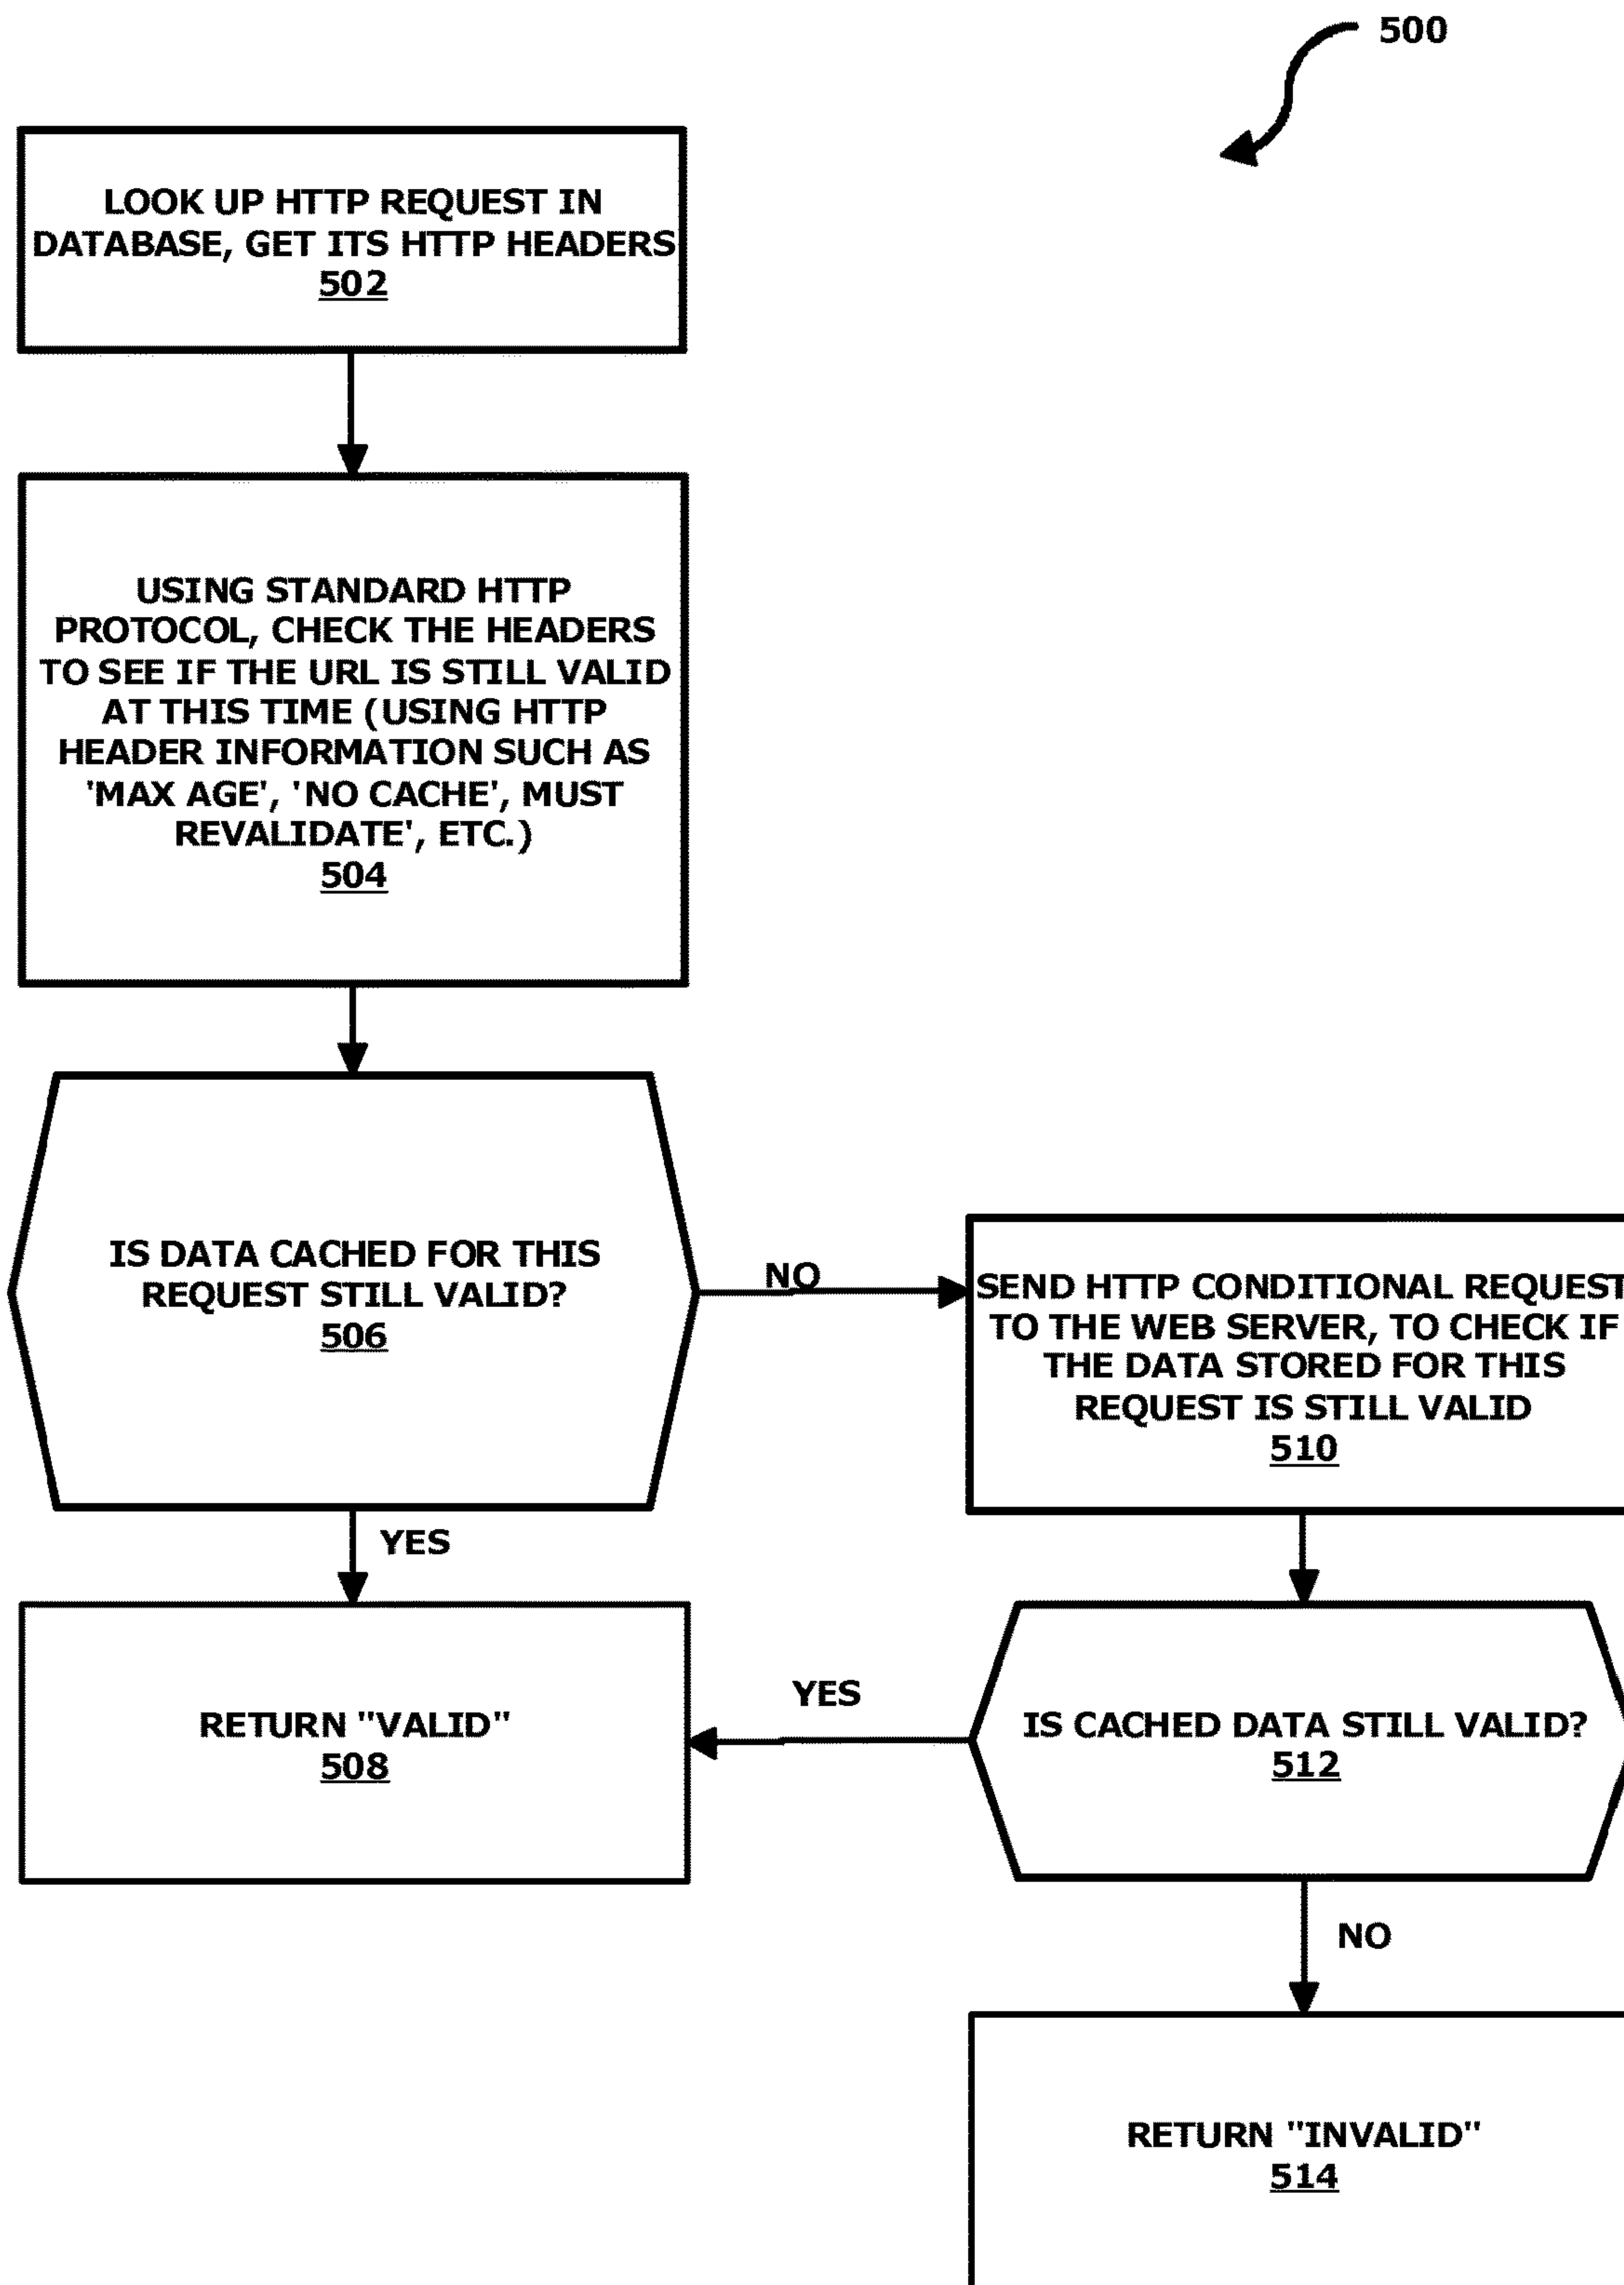 500
LOOK UP HTTP REQUEST IN
DATABASE, GET ITS HTTP HEADERS
502
USING STANDARD HTTP
PROTOCOL, CHECK THE HEADERS
TO SEE IF THE URL IS STILL VALID
AT THIS TIME (USING HTTP
HEADER INFORMATION SUCH AS
'MAX AGE', 'NO CACHE', MUST
REVALIDATE', ETC.)
504
IS DATA CACHED FOR THIS
REQUEST STILL VALID?
506
NO
SEND HTTP CONDITIONAL REQUEST
TO THE WEB SERVER, TO CHECK IF
THE DATA STORED FOR THIS
REQUEST IS STILL VALID
510
YES
RETURN "VALID"
508
YES
IS CACHED DATA STILL VALID?
512
NO
RETURN "INVALID"
514